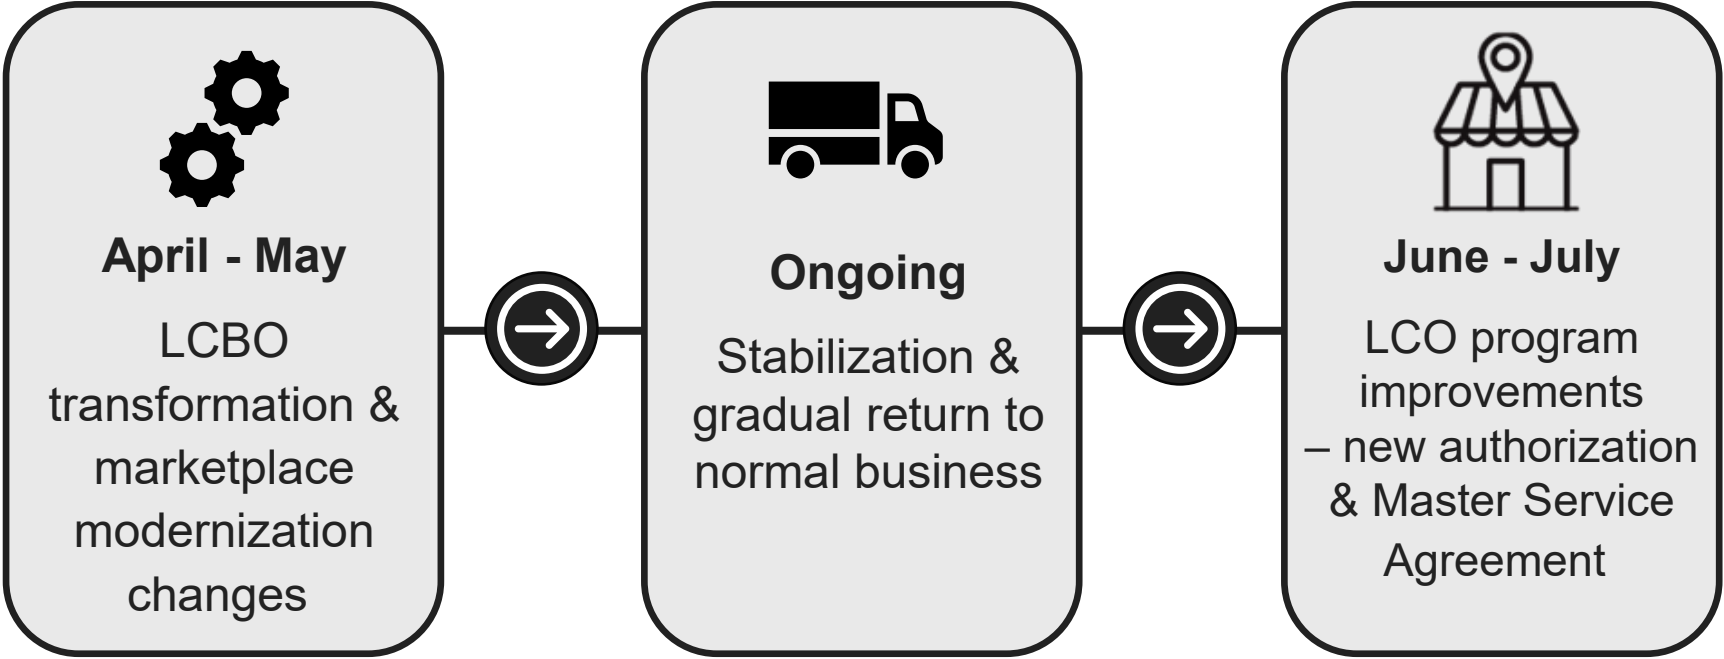 April - May
LCBO
transformation &
marketplace
modernization
changes
Ongoing
Stabilization &
gradual return to
normal business
June - July
LCO program
improvements
– new authorization
& Master Service
Agreement